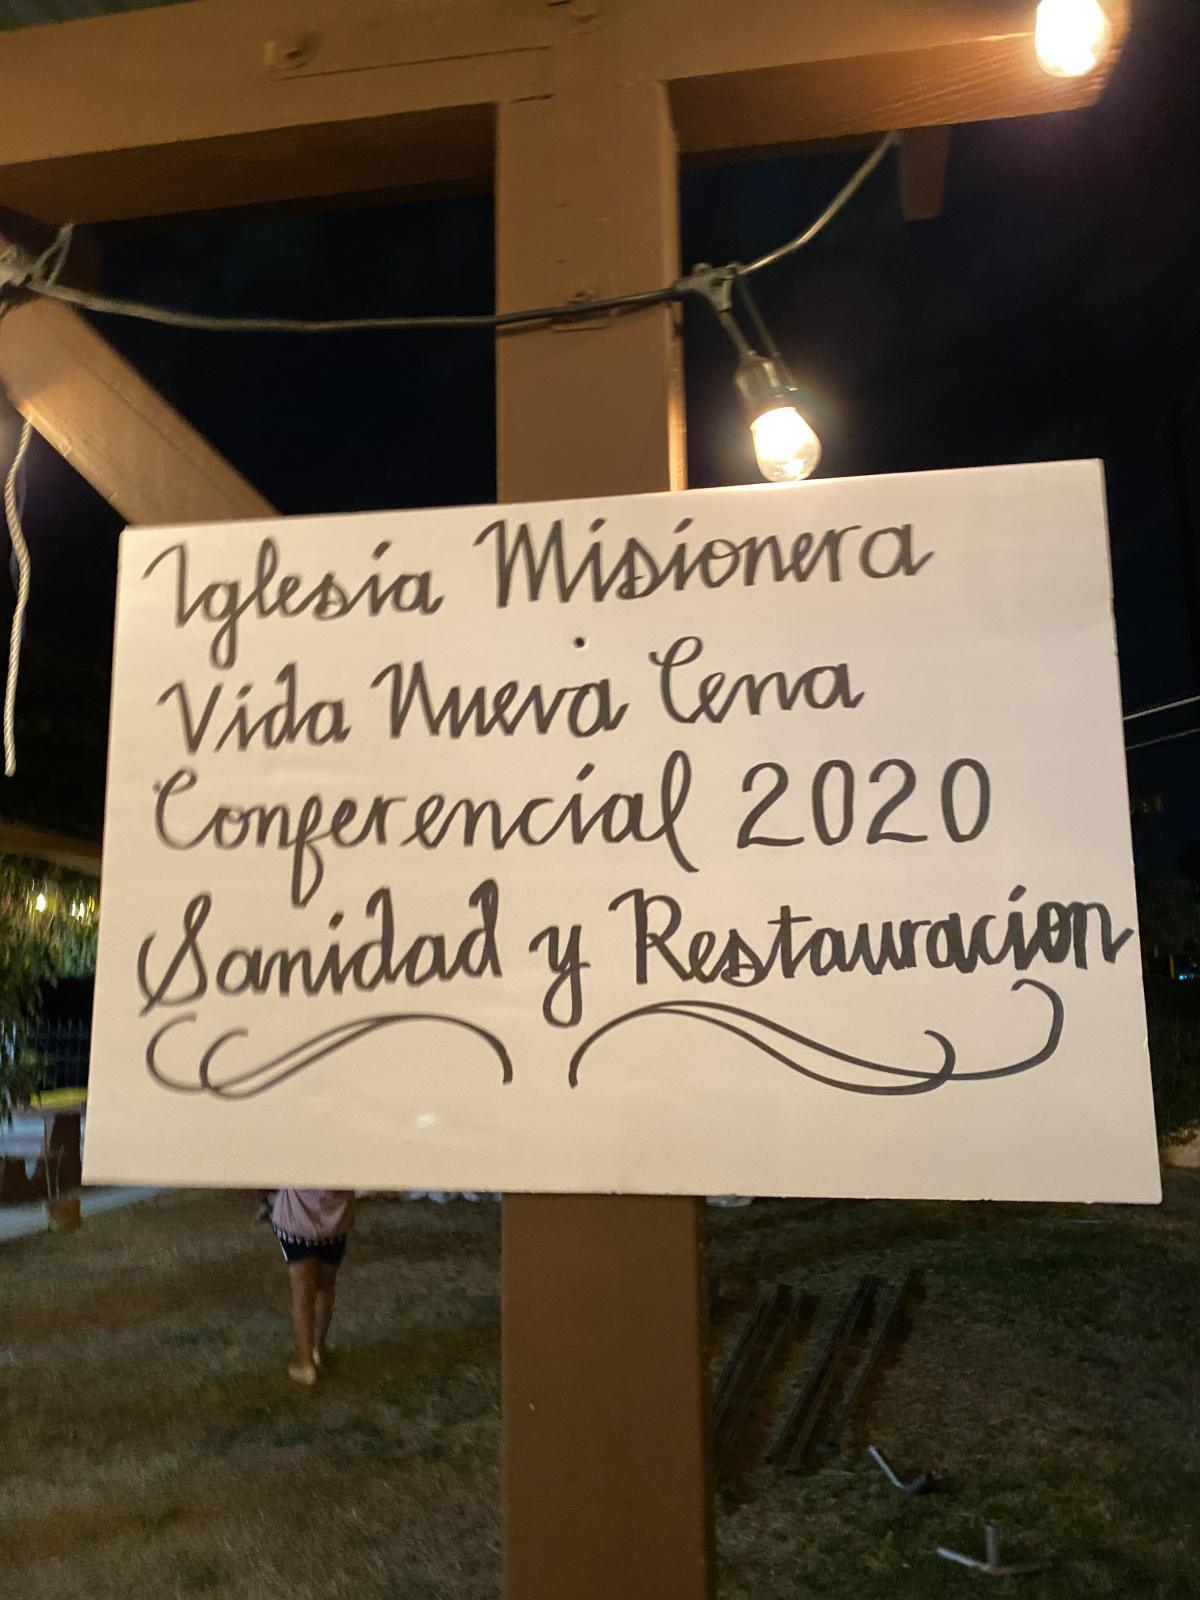 Iglesia Misionera
Vida Nueva Cena
Conferencial 2020
Sanidad y Restauracion